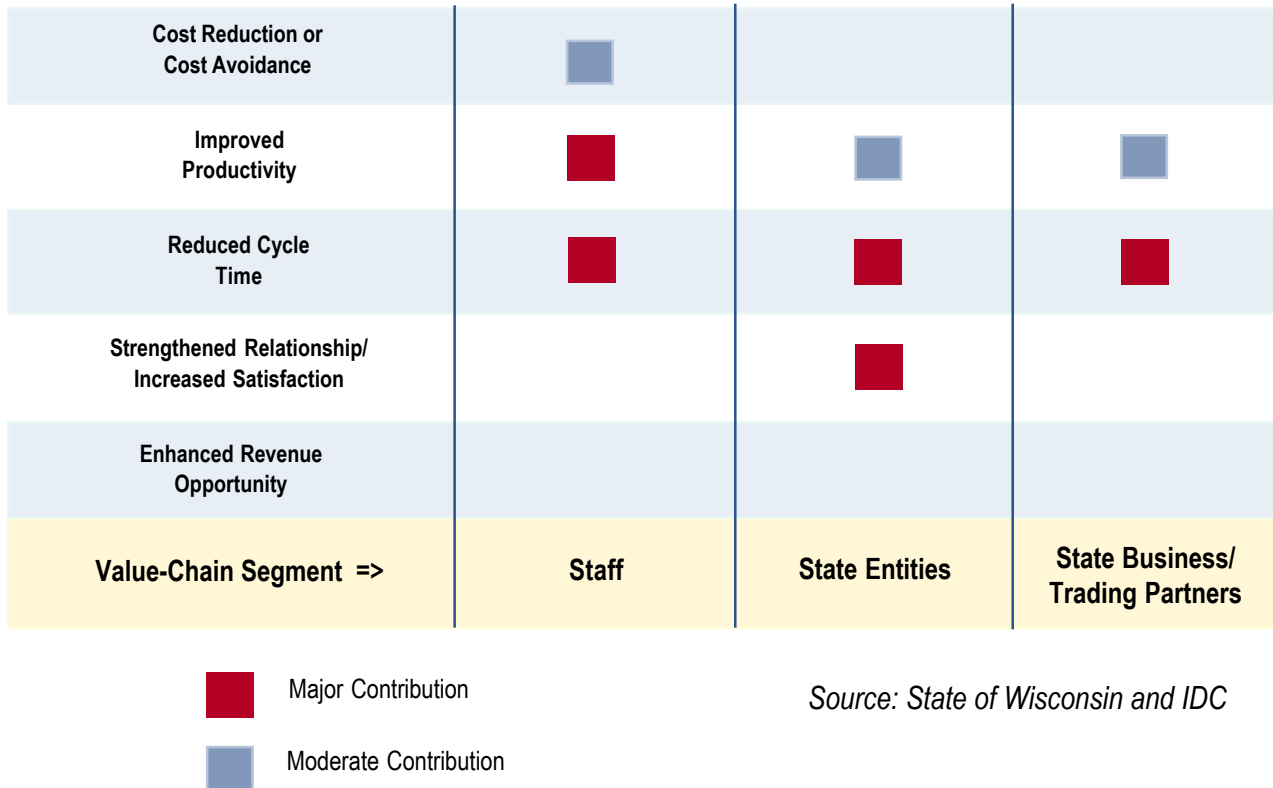 Cost Reduction or
Cost Avoidance
Improved
Productivity
Reduced Cycle
Time
Strengthened Relationship/
Increased Satisfaction
Enhanced Revenue
Opportunity
Value-Chain Segment =>
Staff
State Entities
State Business/
Trading Partners
Major Contribution
Source: State of Wisconsin and IDC
Moderate Contribution